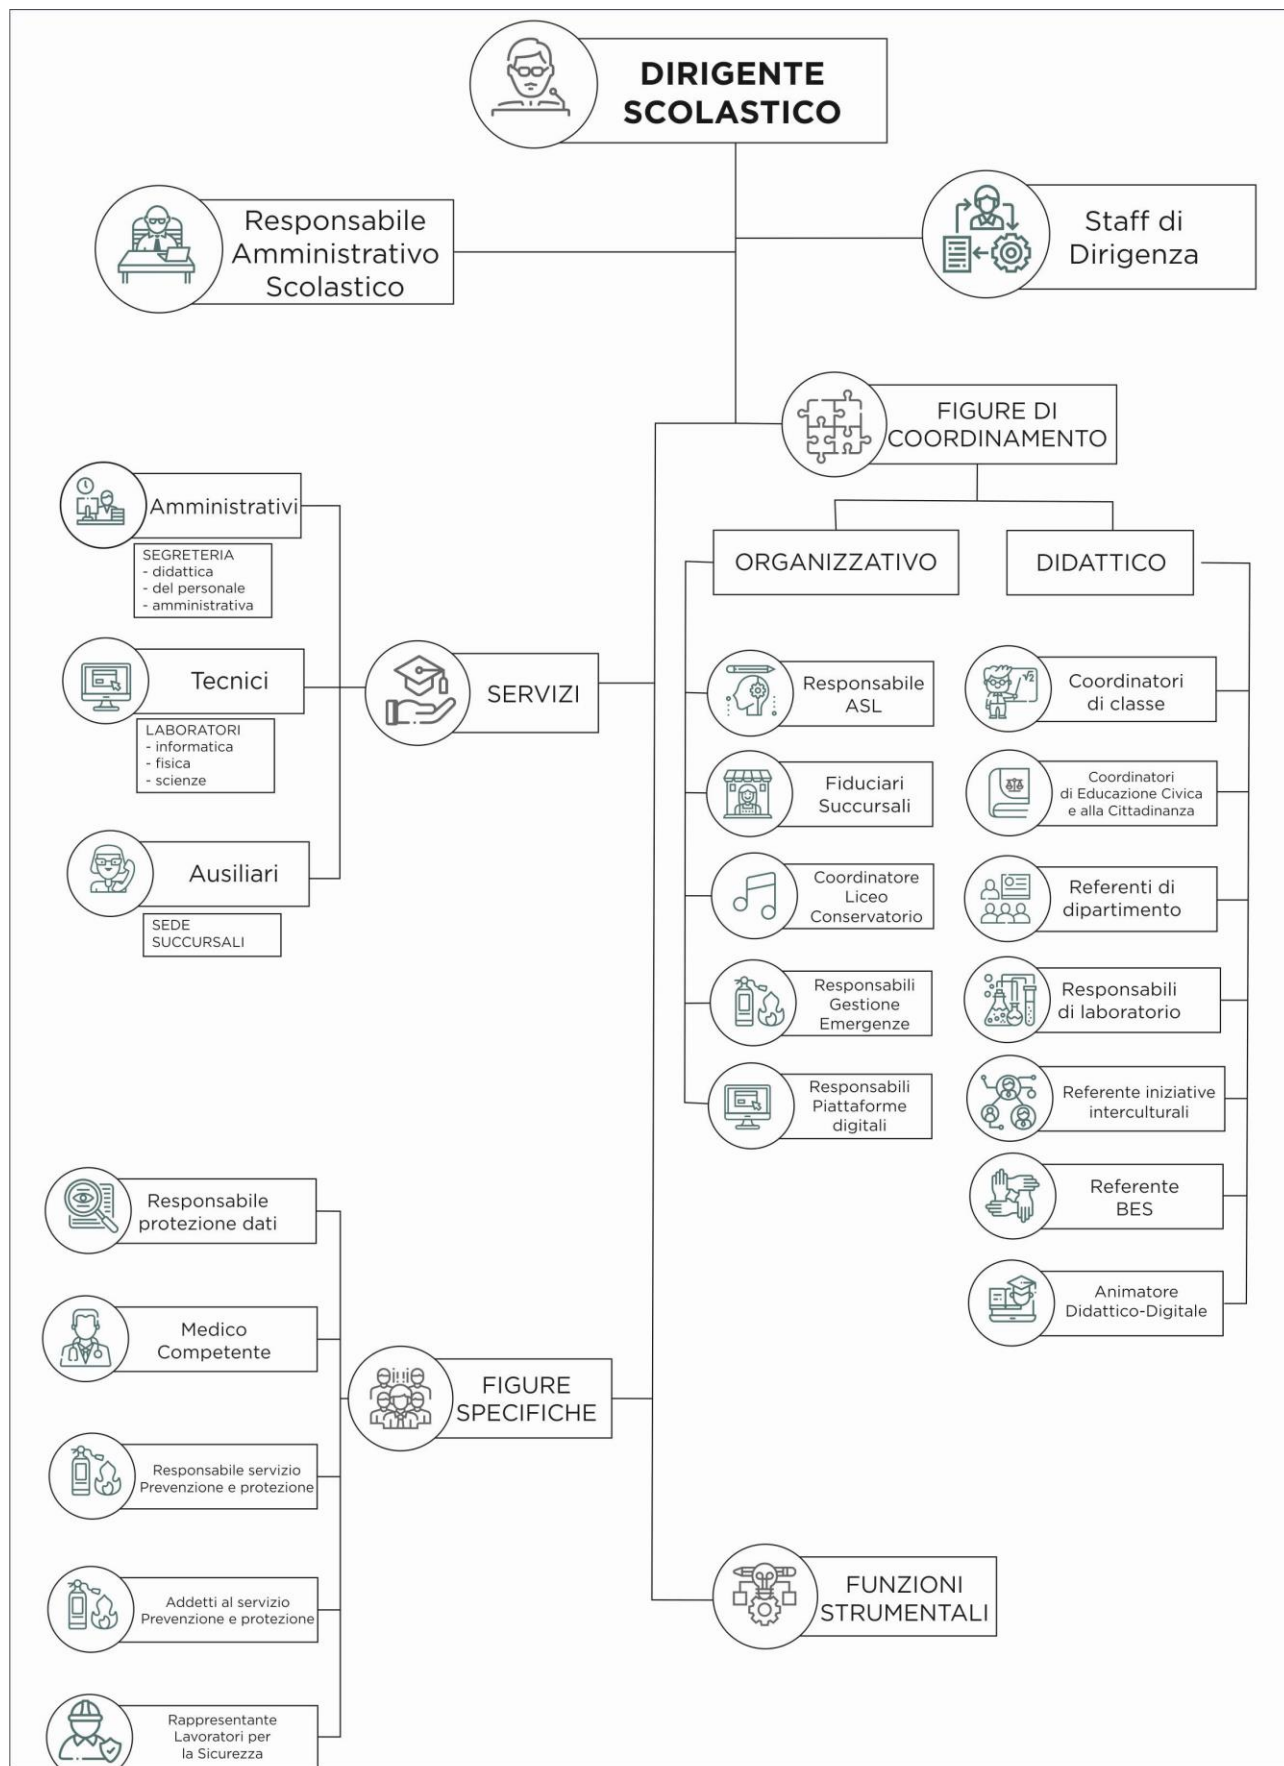 DIRIGENTE
SCOLASTICO
Responsabile
Amministrativo
Scolastico
Staff di
Dirigenza
FIGURE DI
COORDINAMENTO
Amministrativi
SEGRETERIA
- didattica
- del personale
- amministrativa
Tecnici
LABORATORI
- informatica
- fisica
- scienze
Ausiliari
SEDE
SUCCURSALI
SERVIZI
ORGANIZZATIVO
Responsabile
ASL
Fiduciari
Succursali
Coordinatore
Liceo
Conservatorio
Responsabili
Gestione
Emergenze
Responsabili
Piattaforme
digitali
DIDATTICO
√2
Coordinatori
di classe
Coordinatori
di Educazione Civica
e alla Cittadinanza
Referenti di
dipartimento
Responsabili
di laboratorio
Referente iniziative
interculturali
Referente
BES
Animatore
Didattico-Digitale
Responsabile
protezione dati
Medico
Competente
Responsabile servizio
Prevenzione e protezione
Addetti al servizio
Prevenzione e protezione
Rappresentante
Lavoratori per
la Sicurezza
FIGURE
SPECIFICHE
FUNZIONI
STRUMENTALI